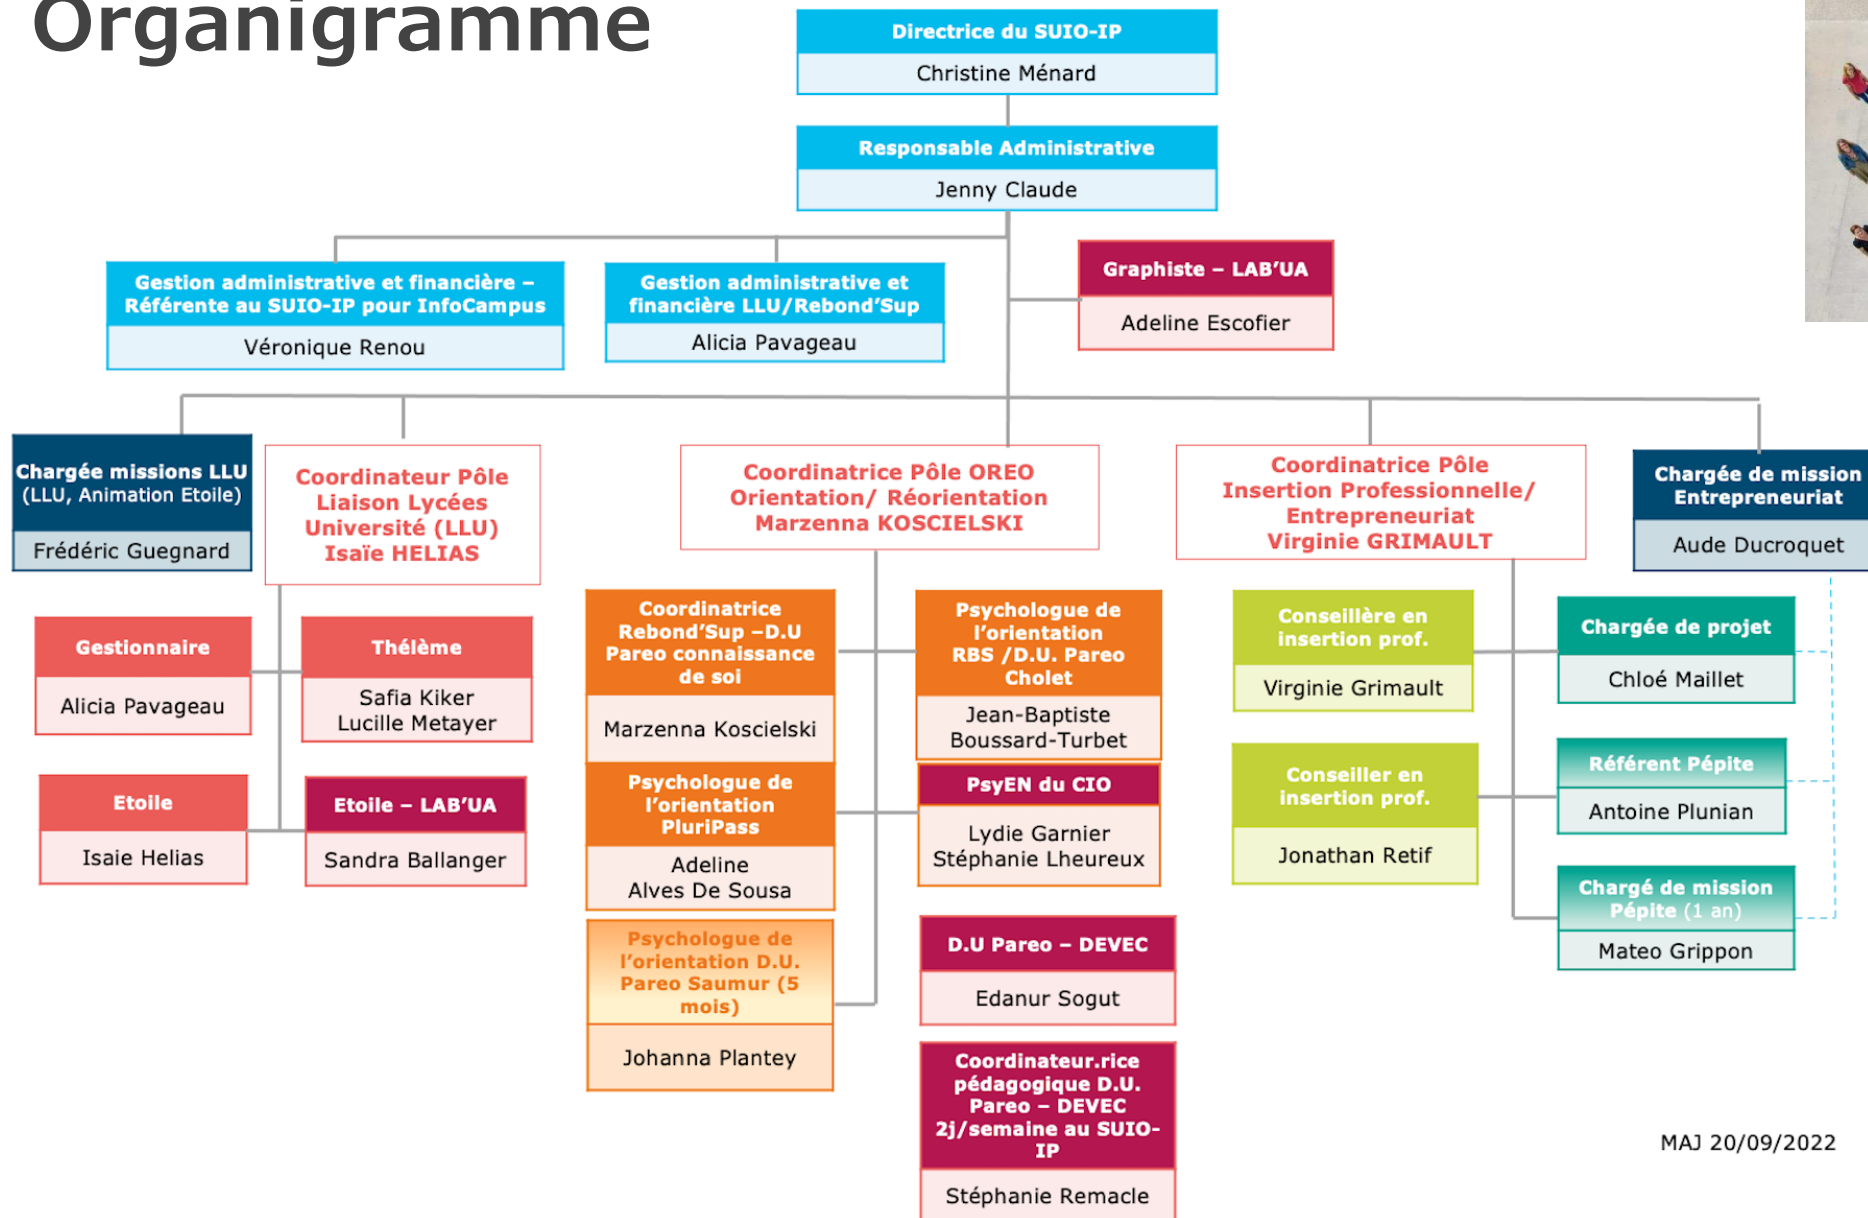 Organigramme
Directrice du SUIO-IP
Christine Ménard
Responsable Administrative
Jenny Claude
Gestion administrative et financière –
Référente au SUIO-IP pour InfoCampus
Véronique Renou
Gestion administrative et
financière LLU/Rebond'Sup
Alicia Pavageau
Graphiste – LAB'UA
Adeline Escofier
Chargée missions LLU
(LLU, Animation Etoile)
Frédéric Guegnard
Coordinateur Pôle
Liaison Lycées
Université (LLU)
Isaïe HELIAS
Coordinatrice Pôle OREO
Orientation/ Réorientation
Marzenna KOSCIELSKI
Coordinatrice Pôle
Insertion Professionnelle/
Entrepreneuriat
Virginie GRIMAULT
Chargée de mission
Entrepreneuriat
Aude Ducroquet
Gestionnaire
Alicia Pavageau
Thélème
Safia Kiker
Lucille Metayer
Etoile
Isaie Helias
Etoile – LAB'UA
Sandra Ballanger
Coordinatrice
Rebond'Sup –D.U
Pareo connaissance
de soi
Marzenna Koscielski
Psychologue de
l'orientation
RBS /D.U. Pareo
Cholet
Jean-Baptiste
Boussard-Turbet
Psychologue de
l'orientation
PluriPass
Adeline
Alves De Sousa
PsyEN du CIO
Lydie Garnier
Stéphanie Lheureux
Psychologue de
l'orientation D.U.
Pareo Saumur (5
mois)
Johanna Plantey
D.U Pareo – DEVEC
Edanur Sogut
Coordinateur.rice
pédagogique D.U.
Pareo – DEVEC
2j/semaine au SUIO-
IP
Stéphanie Remacle
Conseillère en
insertion prof.
Virginie Grimault
Chargée de projet
Chloé Maillet
Conseiller en
insertion prof.
Jonathan Retif
Référent Pépite
Antoine Plunian
Chargé de mission
Pépite (1 an)
Mateo Grippon
MAJ 20/09/2022